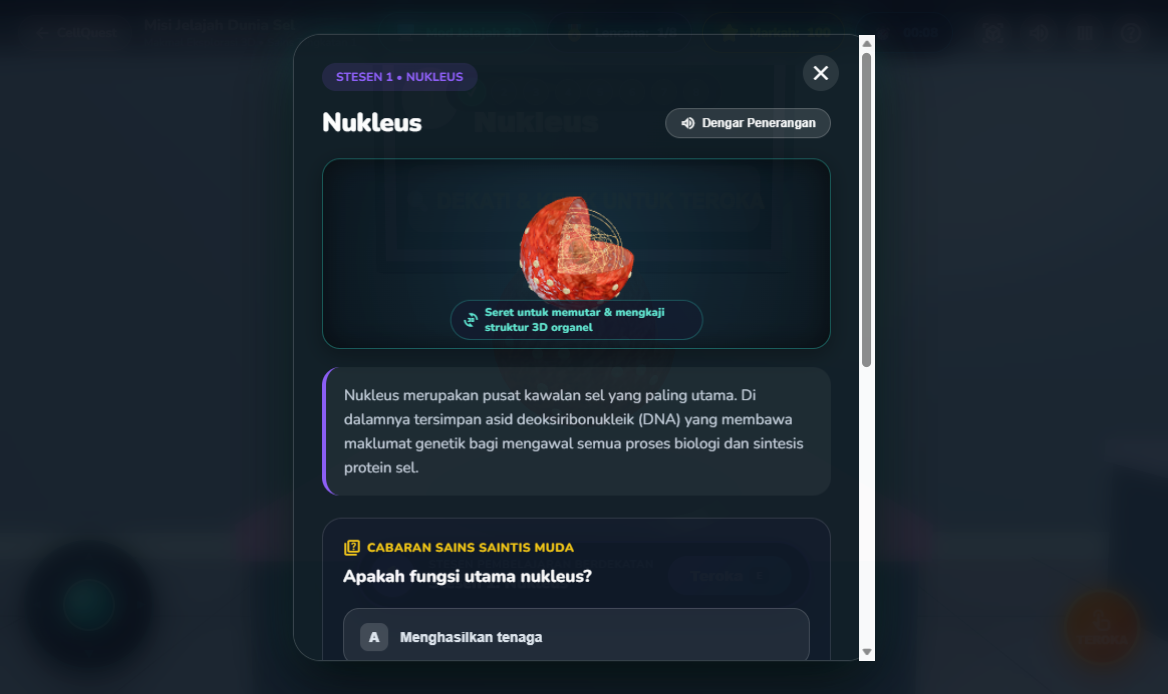 STESEN 1 • NUKLEUS
Nukleus
Dengar Penerangan
Seret untuk memutar & mengkaji
struktur 3D organel
Nukleus merupakan pusat kawalan sel yang paling utama. Di
dalamnya tersimpan asid deoksiribonukleik (DNA) yang membawa
maklumat genetik bagi mengawal semua proses biologi dan sintesis
protein sel.
CABARAN SAINS SAINTIS MUDA
Apakah fungsi utama nukleus?
A Menghasilkan tenaga